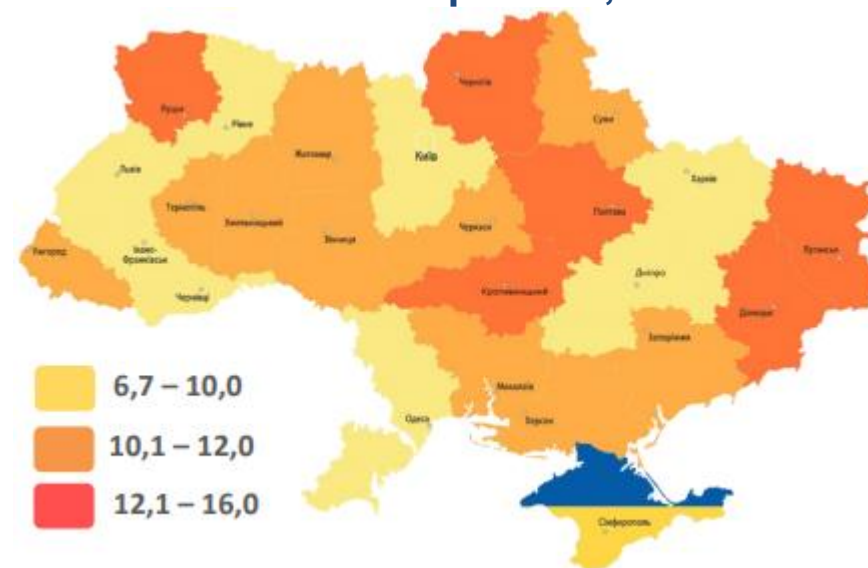 Луцьк
Рівне
Житомир
Київ
Чернігів
Суми
Львів
Тернопіль
Хмельницький
Вінниця
Черкаси
Полтава
Харків
Луганськ
Ужгород
Івано-
Франківськ
Чернівці
Кропивницький
Дніпро
Донецьк
Запоріжжя
Миколаїв
Одеса
Херсон
Сімферополь
6,7 – 10,0
10,1 – 12,0
12,1 – 16,0